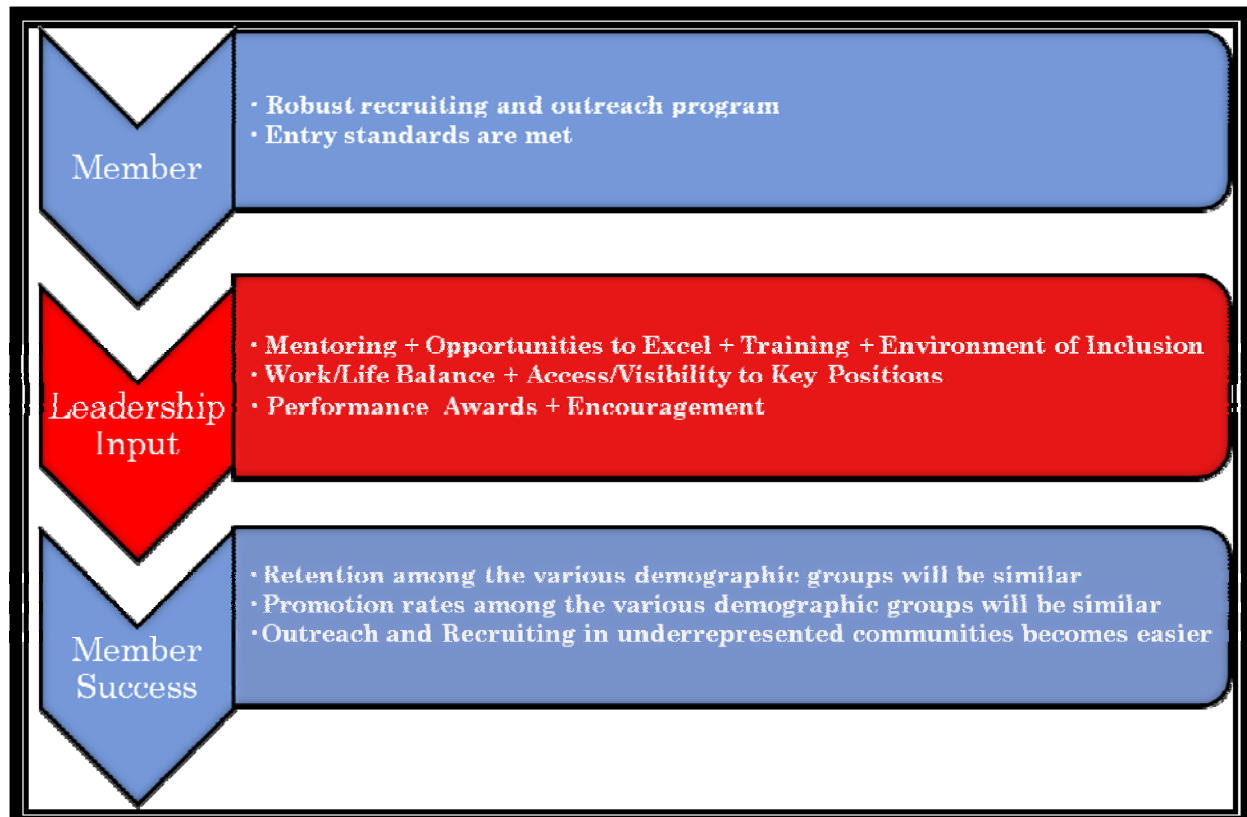 Member
· Robust recruiting and outreach program
· Entry standards are met
Leadership
Input
· Mentoring + Opportunities to Excel + Training + Environment of Inclusion
· Work/Life Balance + Access/Visibility to Key Positions
· Performance Awards + Encouragement
Member
Success
· Retention among the various demographic groups will be similar
· Promotion rates among the various demographic groups will be similar
· Outreach and Recruiting in underrepresented communities becomes easier